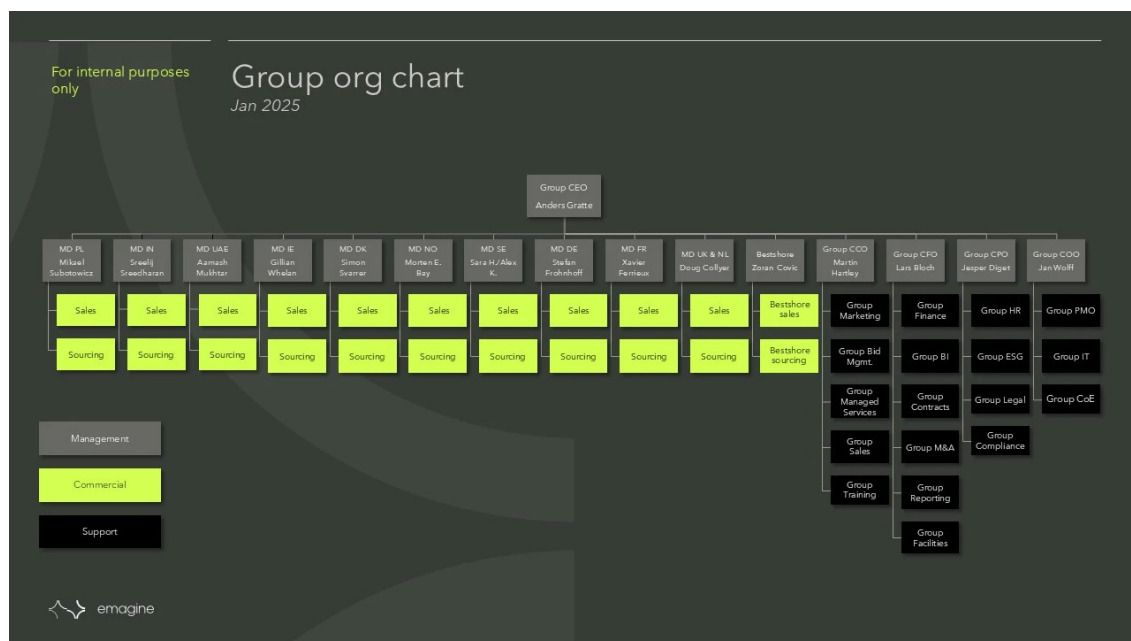 For internal purposes
only
Group org chart
Jan 2025
Group CEO
Anders Gratte
MD PL
Mikael
Subotowicz
MD IN
Sreelij
Sreedharan
MD UAE
Aamash
Mukhtar
MD IE
Gillian
Whelan
MD DK
Simon
Svarrer
MD NO
Morten E.
Bay
MD SE
Sara H./Alex
K.
MD DE
Stefan
Frohnhoff
MD FR
Xavier
Ferrieux
MD UK & NL
Doug Collyer
Bestshore
Zoran Covic
Group CCO
Martin
Hartley
Group CFO
Lars Bloch
Group CPO
Jesper Diget
Group COO
Jan Wolff
Sales
Sales
Sales
Sales
Sales
Sales
Sales
Sales
Sales
Sales
Bestshore
sales
Group
Marketing
Group
Finance
Group HR
Group PMO
Sourcing
Sourcing
Sourcing
Sourcing
Sourcing
Sourcing
Sourcing
Sourcing
Sourcing
Sourcing
Bestshore
sourcing
Group Bid
Mgmt.
Group BI
Group ESG
Group IT
Group
Managed
Services
Group
Contracts
Group Legal
Group CoE
Group
Sales
Group M&A
Group
Compliance
Group
Training
Group
Reporting
Group
Facilities
Management
Commercial
Support
emagine